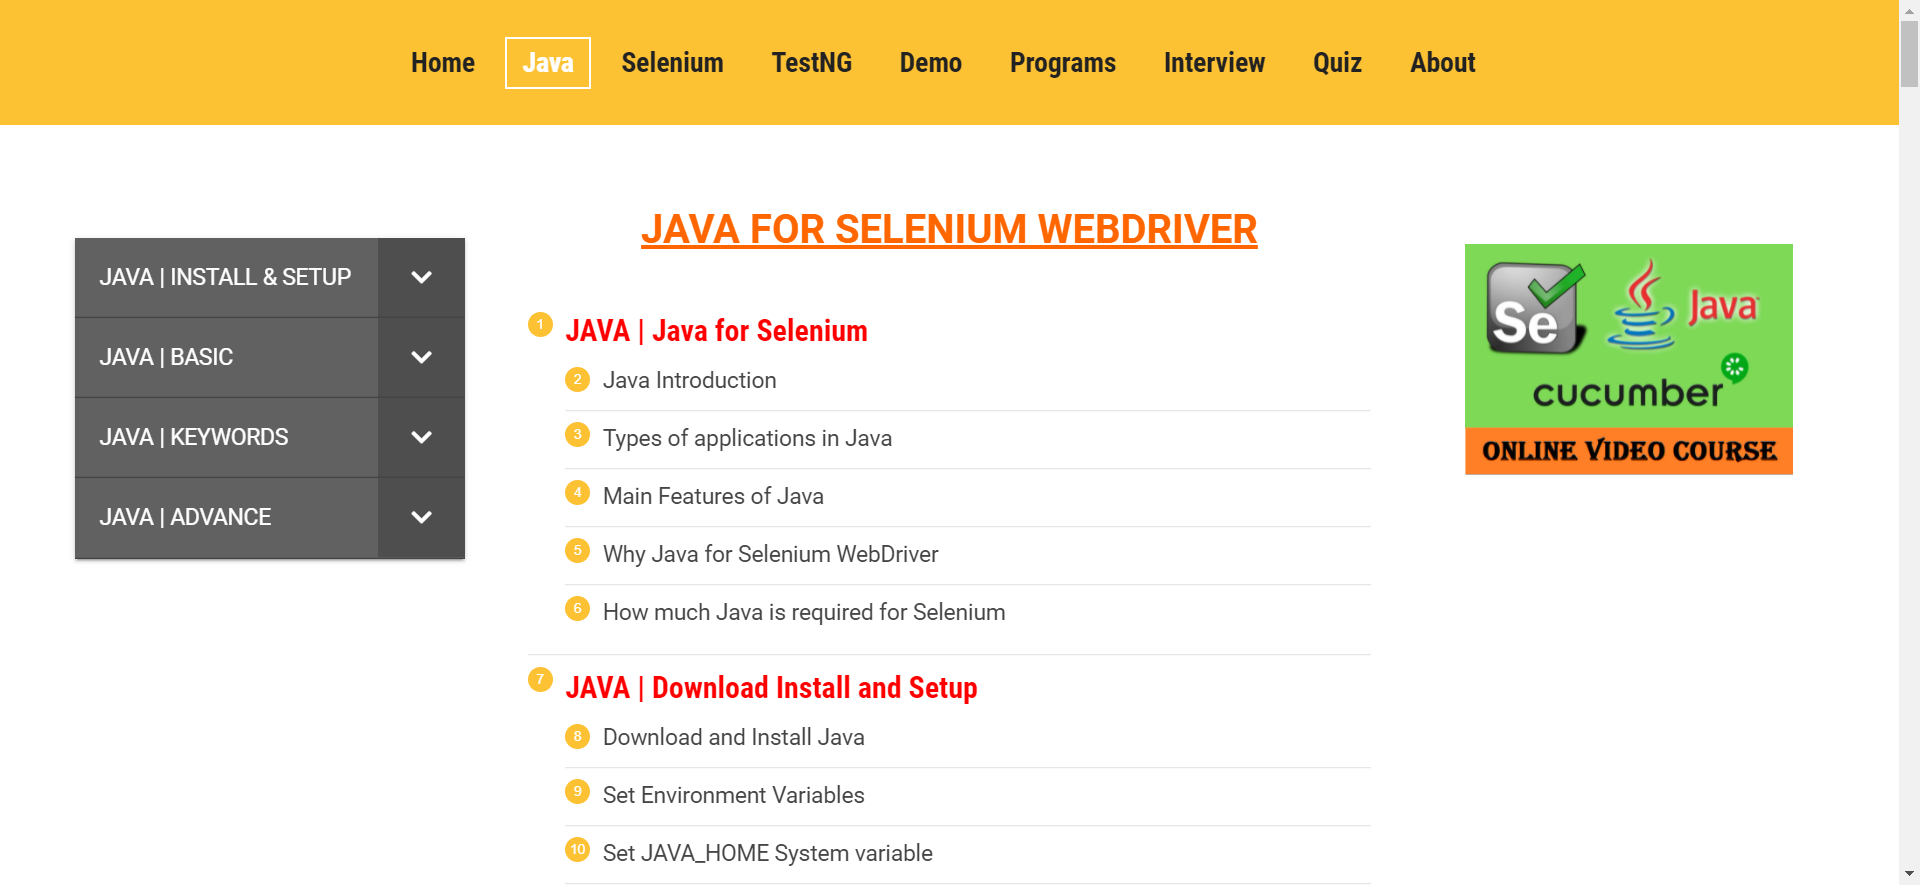 Home Java Selenium TestNG Demo Programs Interview Quiz About
JAVA FOR SELENIUM WEBDRIVER
JAVA | INSTALL & SETUP
JAVA | BASIC
JAVA | KEYWORDS
JAVA | ADVANCE
1 JAVA | Java for Selenium
2 Java Introduction
3 Types of applications in Java
4 Main Features of Java
5 Why Java for Selenium WebDriver
6 How much Java is required for Selenium
7 JAVA | Download Install and Setup
8 Download and Install Java
9 Set Environment Variables
10 Set JAVA_HOME System variable
Se Java
cucumber
ONLINE VIDEO COURSE